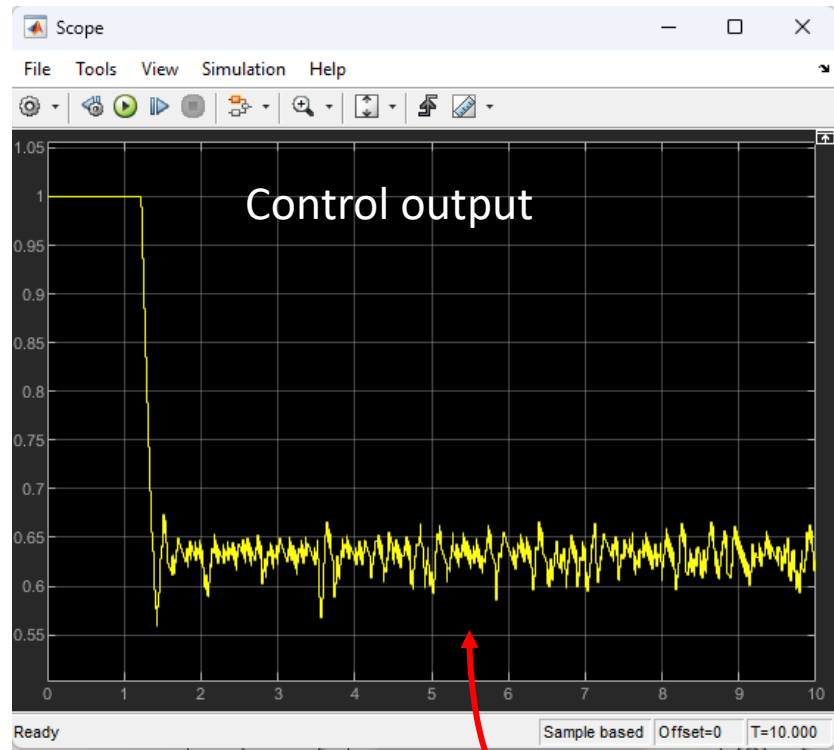 Scope
File Tools View Simulation Help
1.05
1
Control output
0.95
0.9
0.85
0.8
0.75
0.7
0.65
0.6
0.55
0 1 2 3 4 5 6 7 8 9 10
Ready Sample based Offset=0 T=10.000